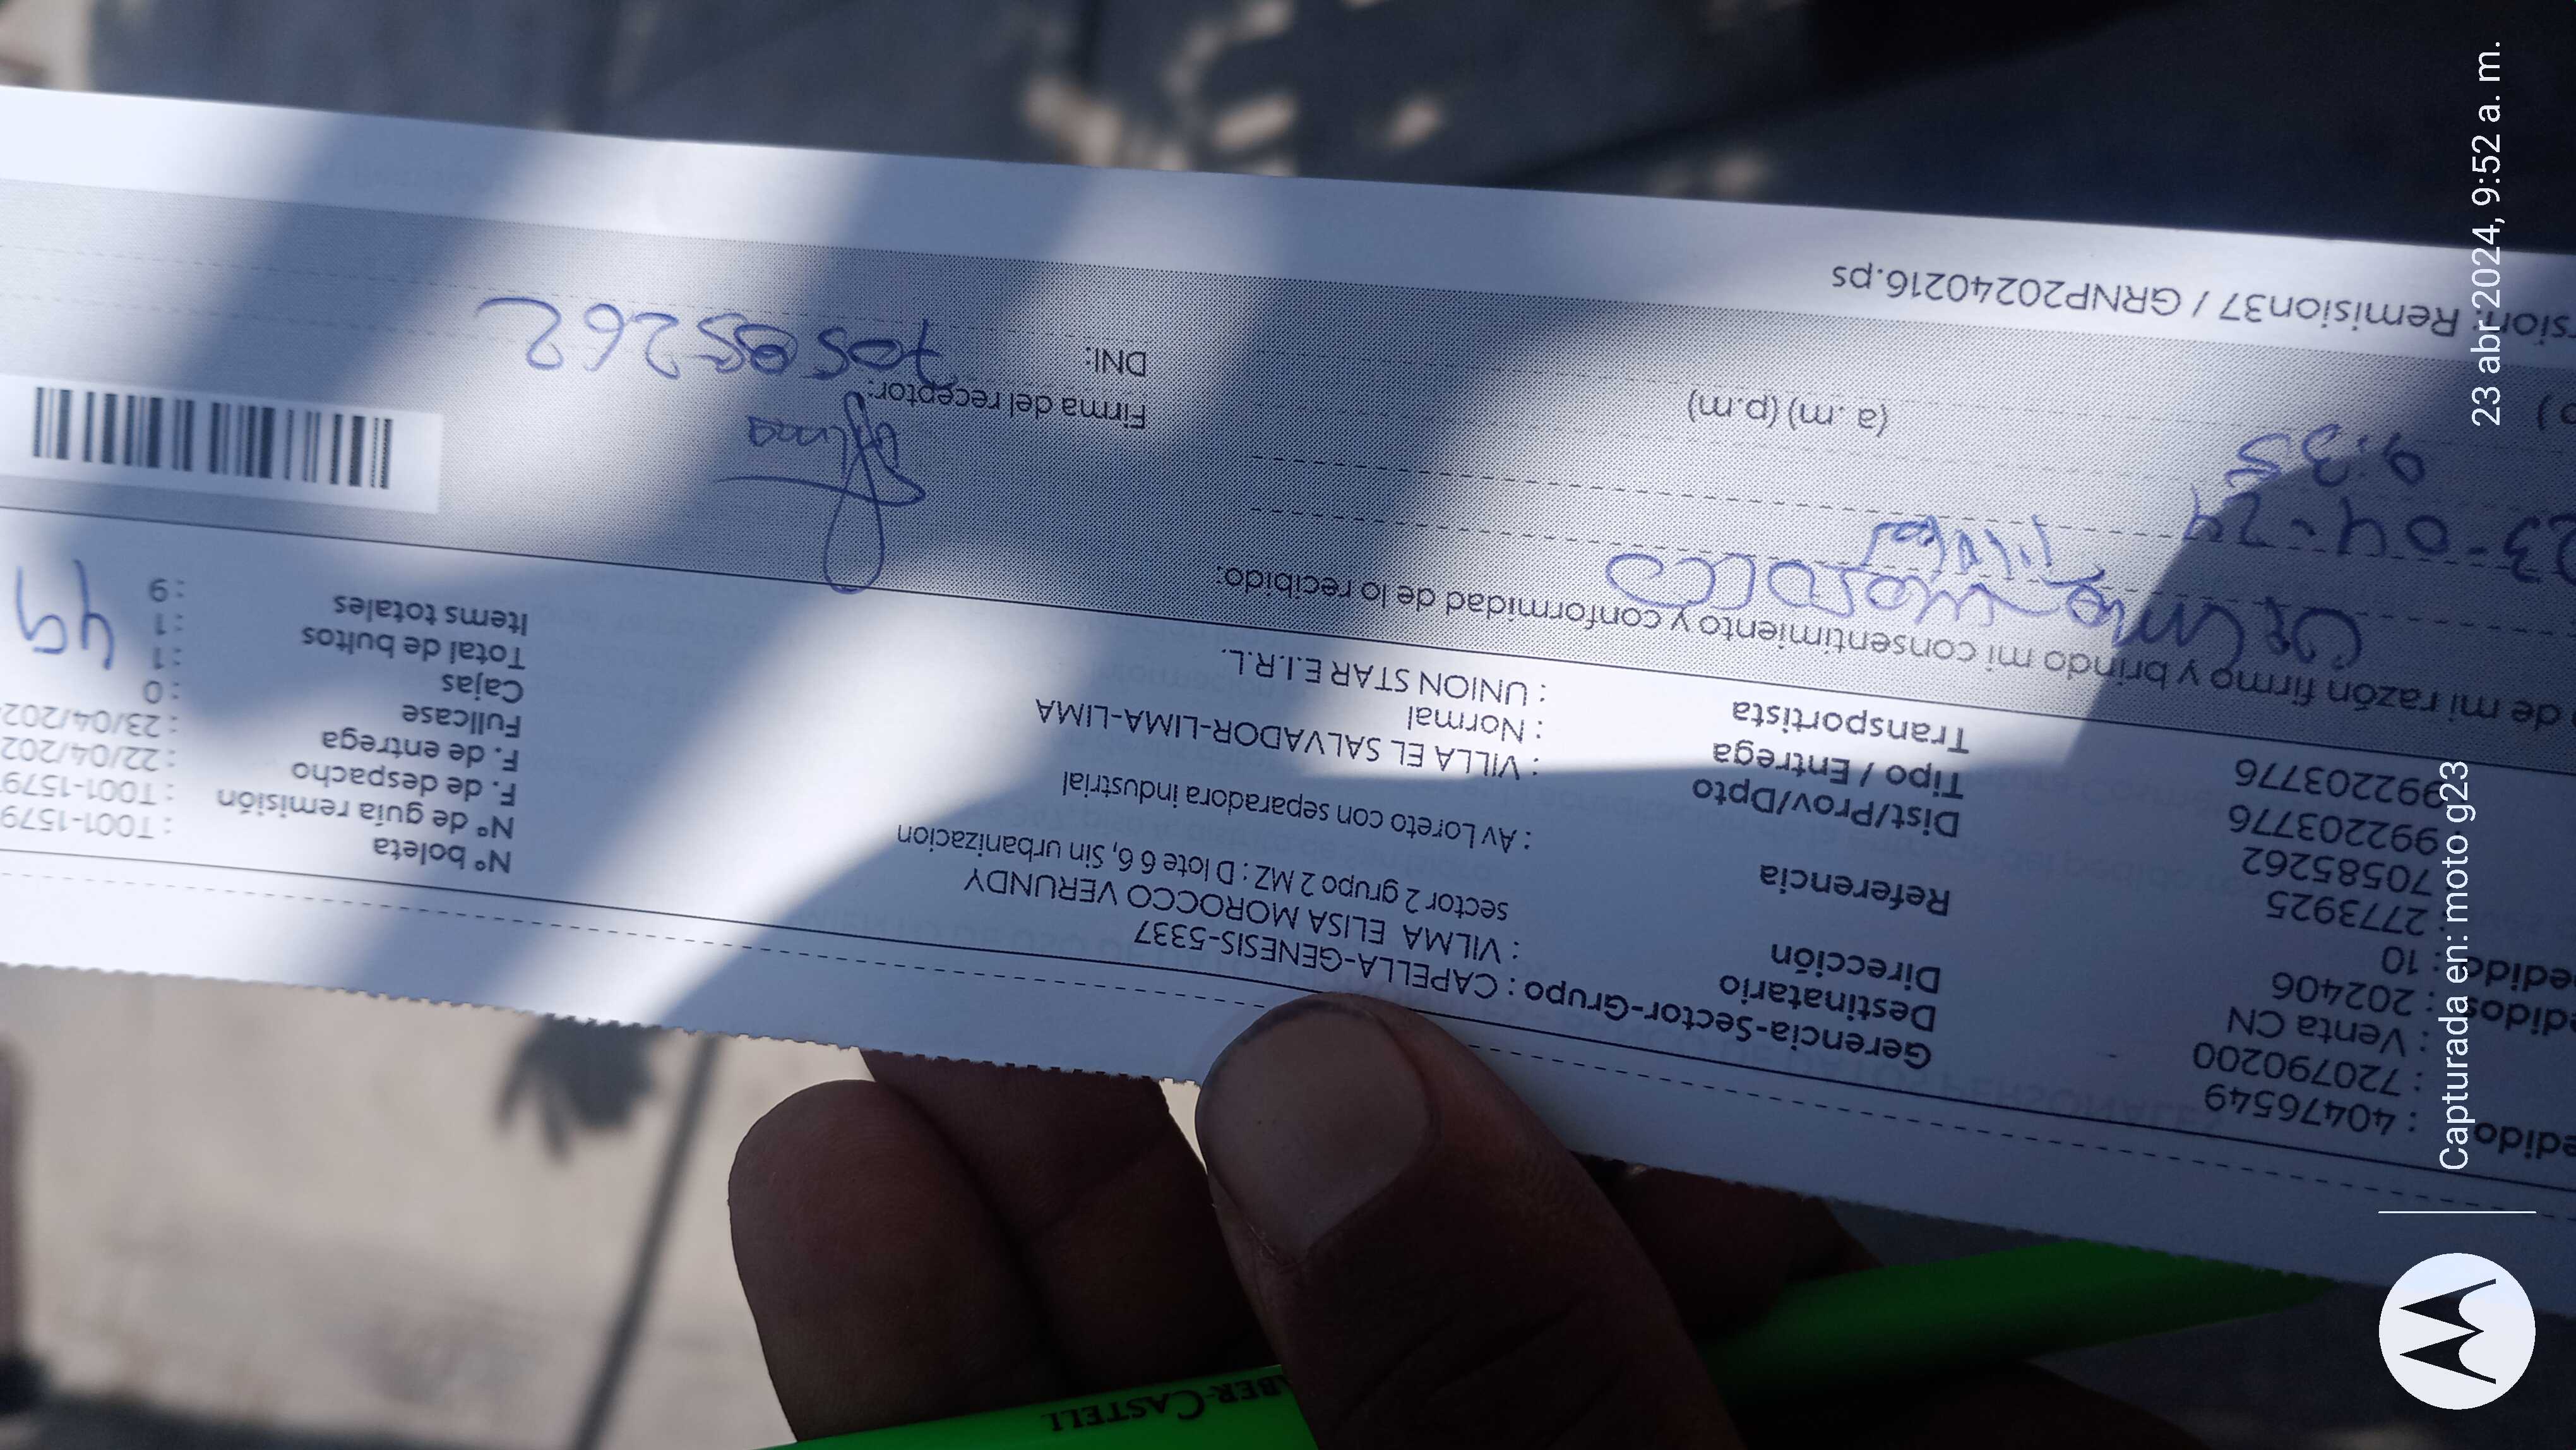 edido : 40476549
: 720790200
: Venta CN
edidos : 202406
edido : 10
: 2773925
: 70585262
: 992203776
992203776
Gerencia-Sector-Grupo : CAPELLA-GENESIS-5337
Destinatario : VILMA ELISA MOROCCO VERUNDY
Dirección sector 2 grupo 2 MZ : D lote 6 6, Sin urbanizacion
Referencia : Av Loreto con separadora industrial
Dist/Prov/Dpto : VILLA EL SALVADOR-LIMA-LIMA
Tipo / Entrega : Normal
Transportista : UNION STAR E.I.R.L.
N° boleta : T001-1579
N° de guía remisión : T001-1579
F. de despacho : 22/04/202
F. de entrega : 23/04/202
Fullcase : 0
Cajas : 1
Total de bultos : 1
Items totales : 9
49
de mi razón firmo y brindo mi consentimiento y conformidad de lo recibido:
Vilma Morocco
23-04-24
9:35
(a .m) (p.m)
Vilma
Firma del receptor:
DNI: 70585262
sion: Remision37 / GRNP20240216.ps
FABER-CASTELL
23 abr 2024, 9:52 a. m.
Capturada en: moto g23